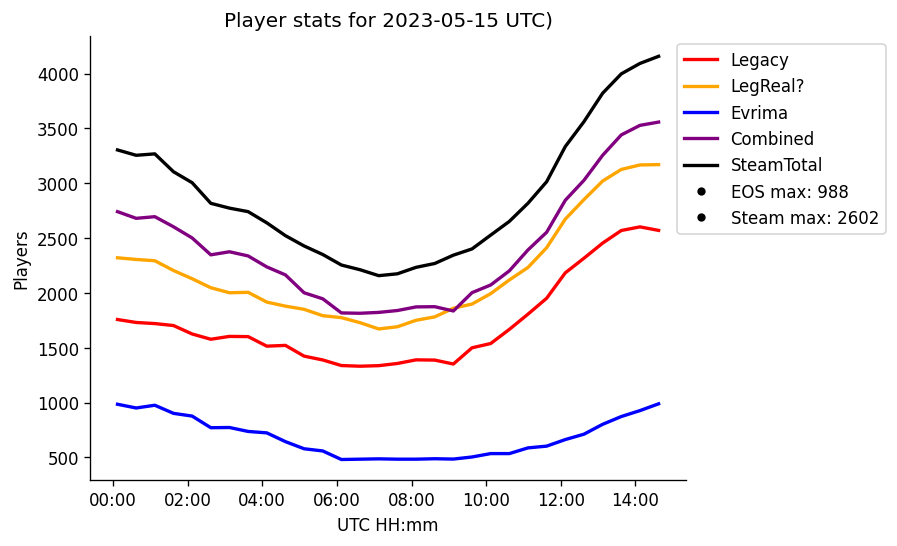 Player stats for 2023-05-15 UTC)
Players
4000
3500
3000
2500
2000
1500
1000
500
00:00 02:00 04:00 06:00 08:00 10:00 12:00 14:00
UTC HH:mm
Legacy
LegReal?
Evrima
Combined
SteamTotal
EOS max: 988
Steam max: 2602